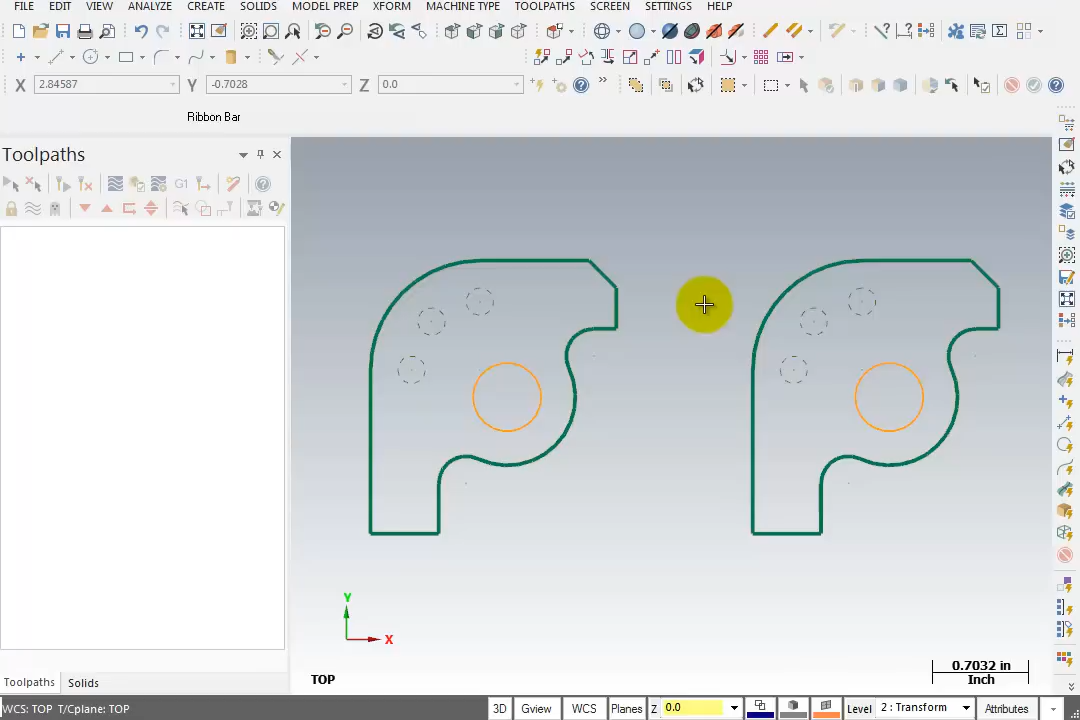 FILE EDIT VIEW ANALYZE CREATE SOLIDS MODEL PREP XFORM MACHINE TYPE TOOLPATHS SCREEN SETTINGS HELP
X 2.84587 Y -0.7028 Z 0.0 »
Ribbon Bar
Toolpaths
G1
Y
X
TOP
0.7032 in
Inch
Toolpaths Solids
WCS: TOP T/Cplane: TOP 3D Gview WCS Planes Z 0.0 Level 2 : Transform Attributes